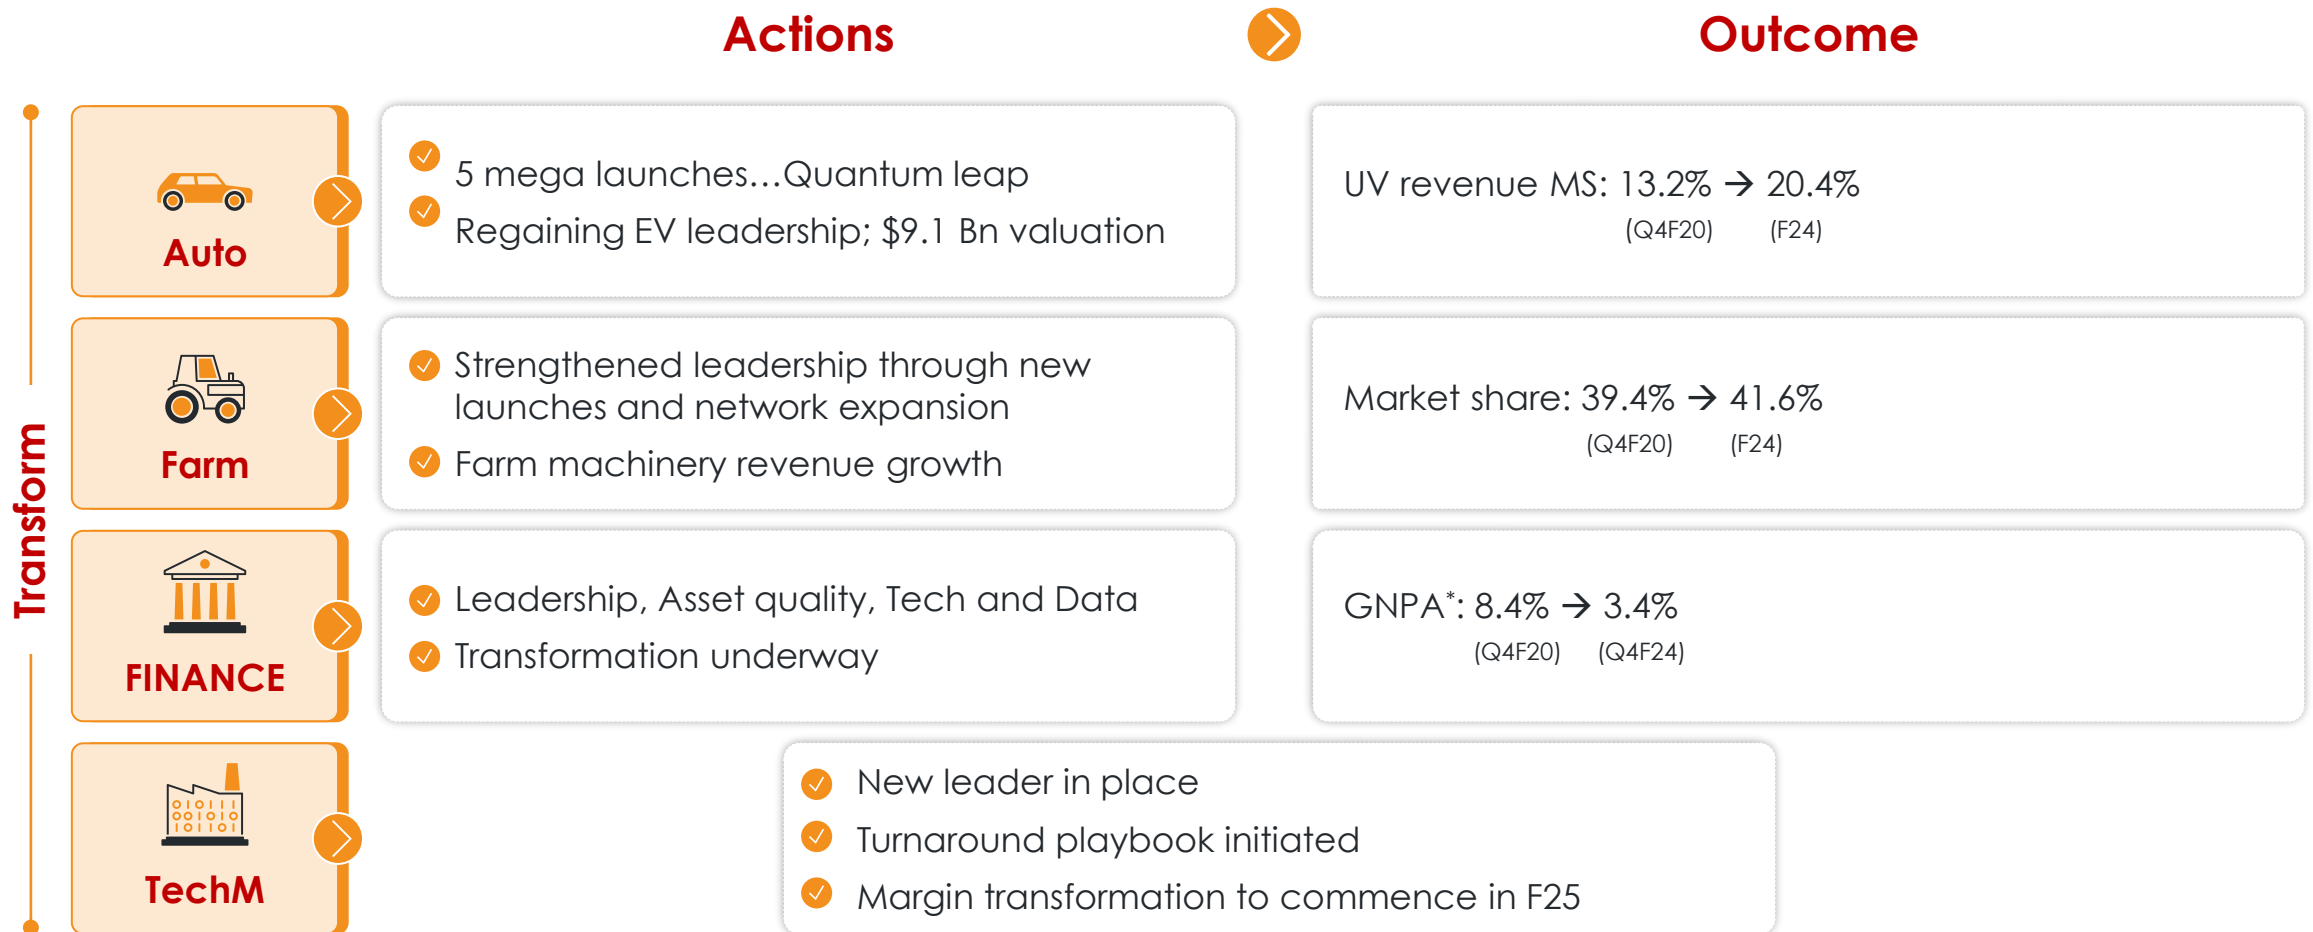 Actions
Outcome
Transform
Auto
5 mega launches...Quantum leap
Regaining EV leadership; $9.1 Bn valuation
UV revenue MS: 13.2% → 20.4%
(Q4F20) (F24)
Farm
Strengthened leadership through new
launches and network expansion
Farm machinery revenue growth
Market share: 39.4% → 41.6%
(Q4F20) (F24)
FINANCE
Leadership, Asset quality, Tech and Data
Transformation underway
GNPA*: 8.4% → 3.4%
(Q4F20) (Q4F24)
OIOIII
OOIOIO
IOIIOI
TechM
New leader in place
Turnaround playbook initiated
Margin transformation to commence in F25